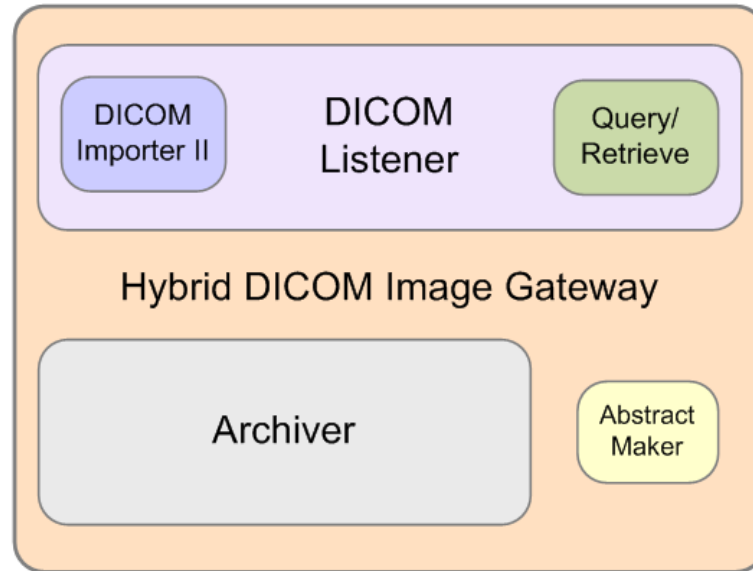 DICOM
Importer II
DICOM
Listener
Query/
Retrieve
Hybrid DICOM Image Gateway
Archiver
Abstract
Maker